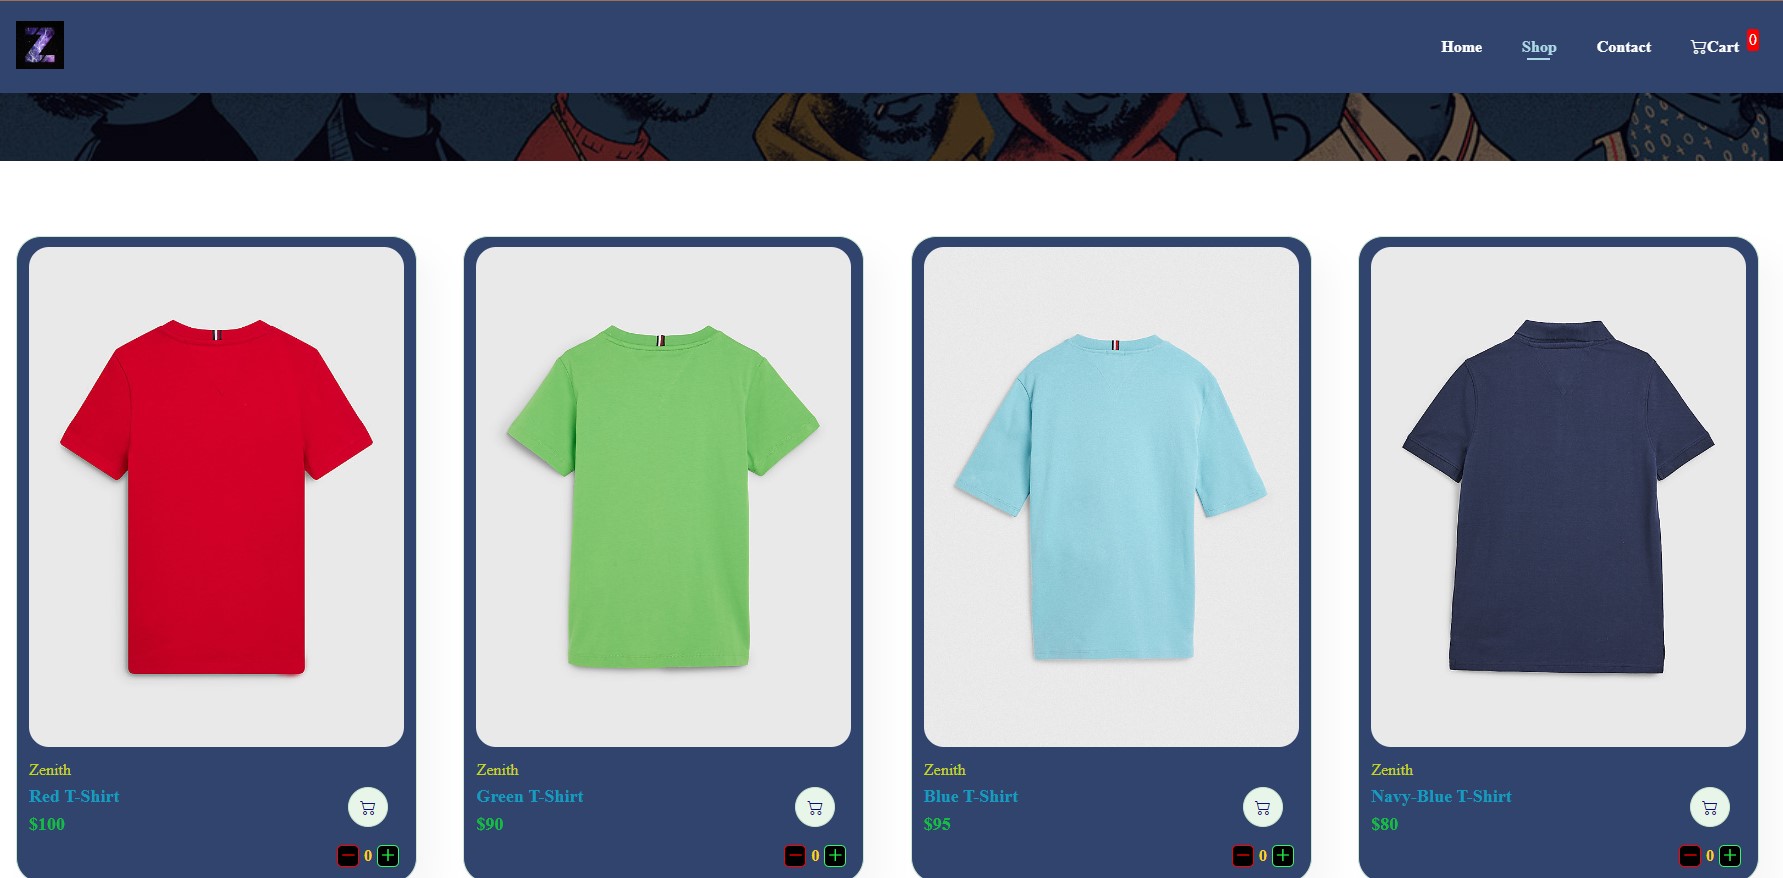 Z
Home Shop Contact Cart 0
Zenith
Red T-Shirt
$100
0
Zenith
Green T-Shirt
$90
0
Zenith
Blue T-Shirt
$95
0
Zenith
Navy-Blue T-Shirt
$80
0